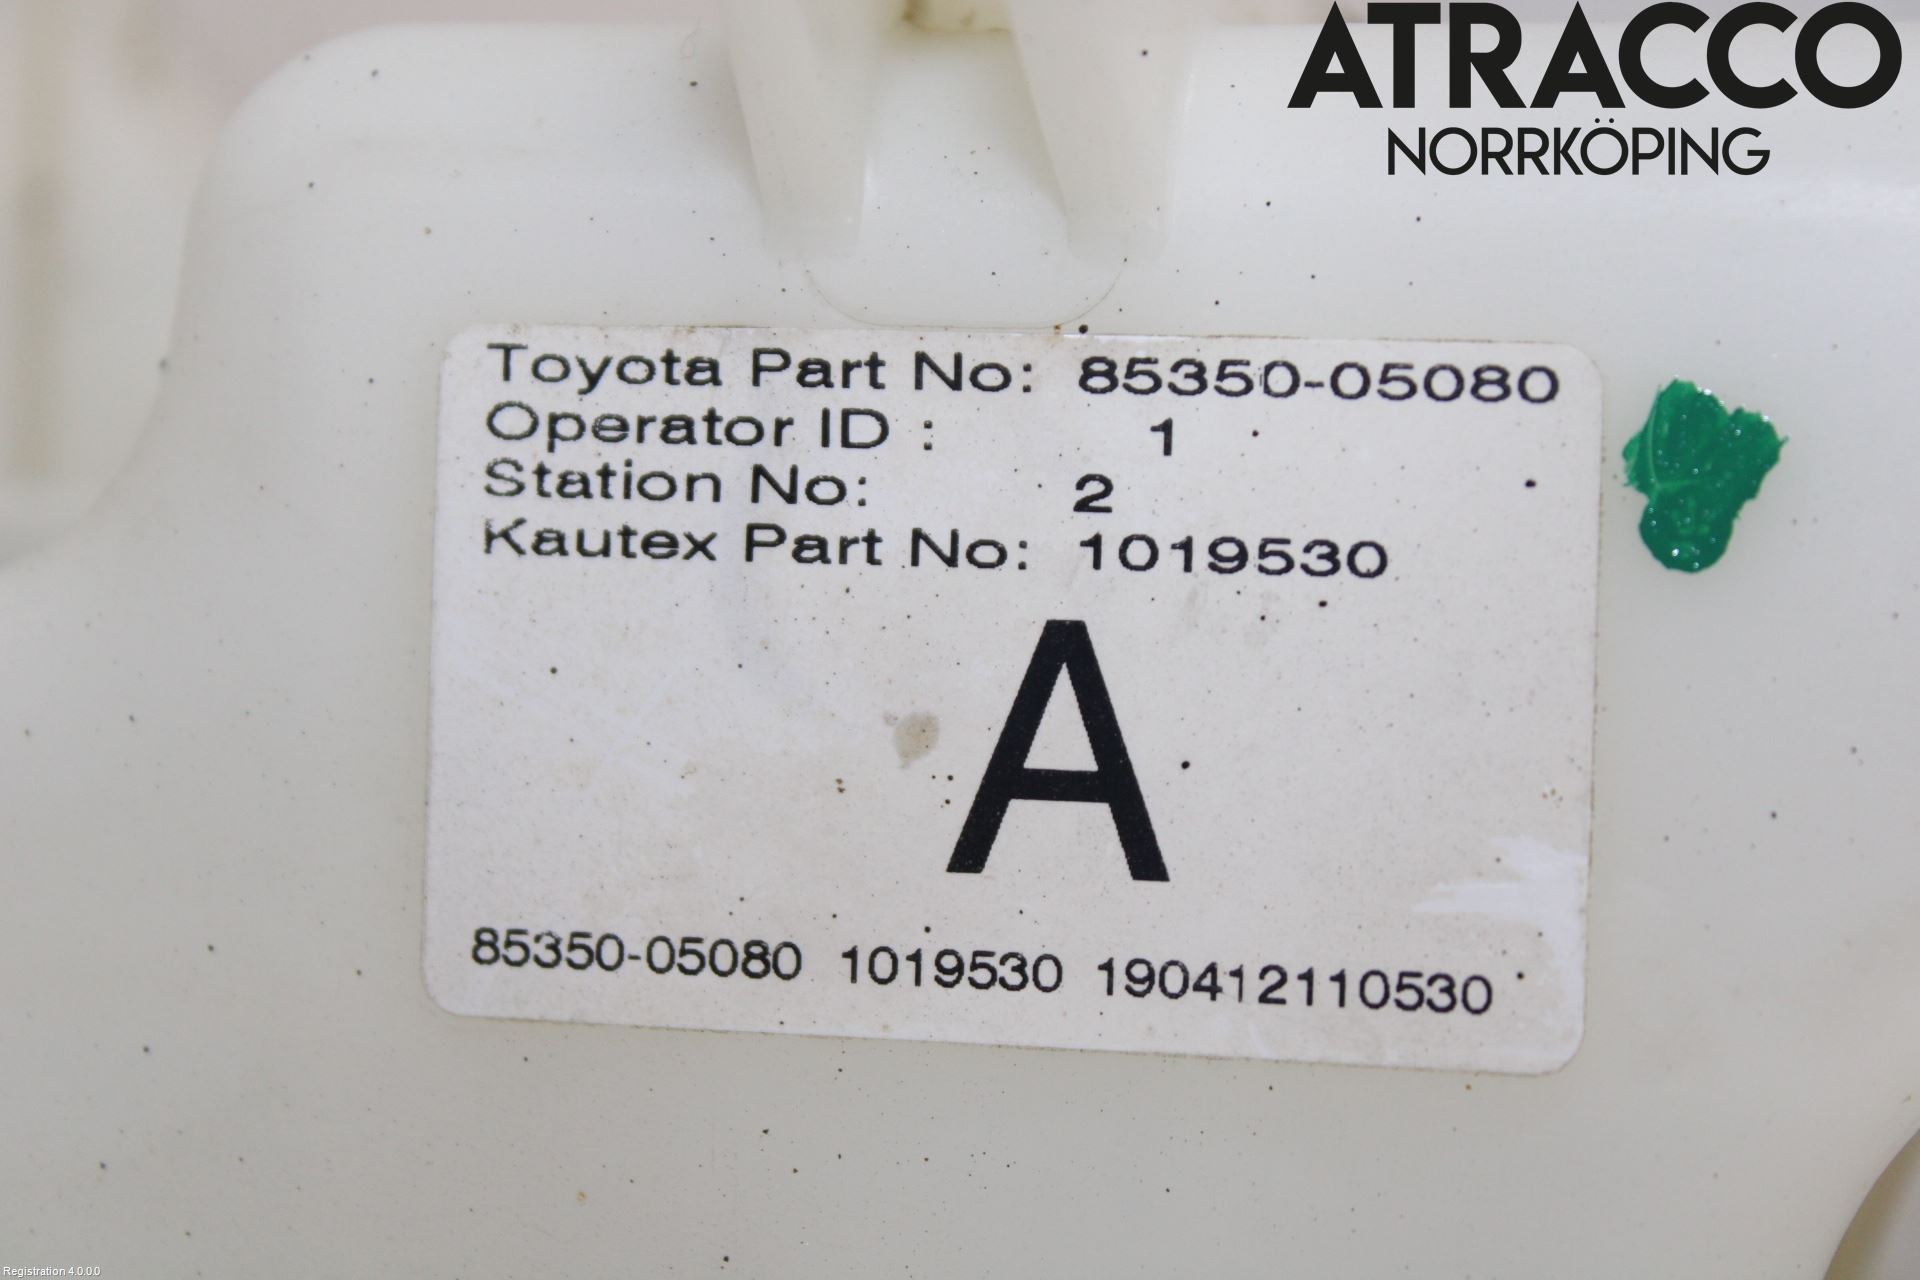 ATRACCO
NORRKÖPING
Toyota Part No: 85350-05080
Operator ID : 1
Station No: 2
Kautex Part No: 1019530
A
85350-05080 1019530 190412110530
Registration 4.0.0.0